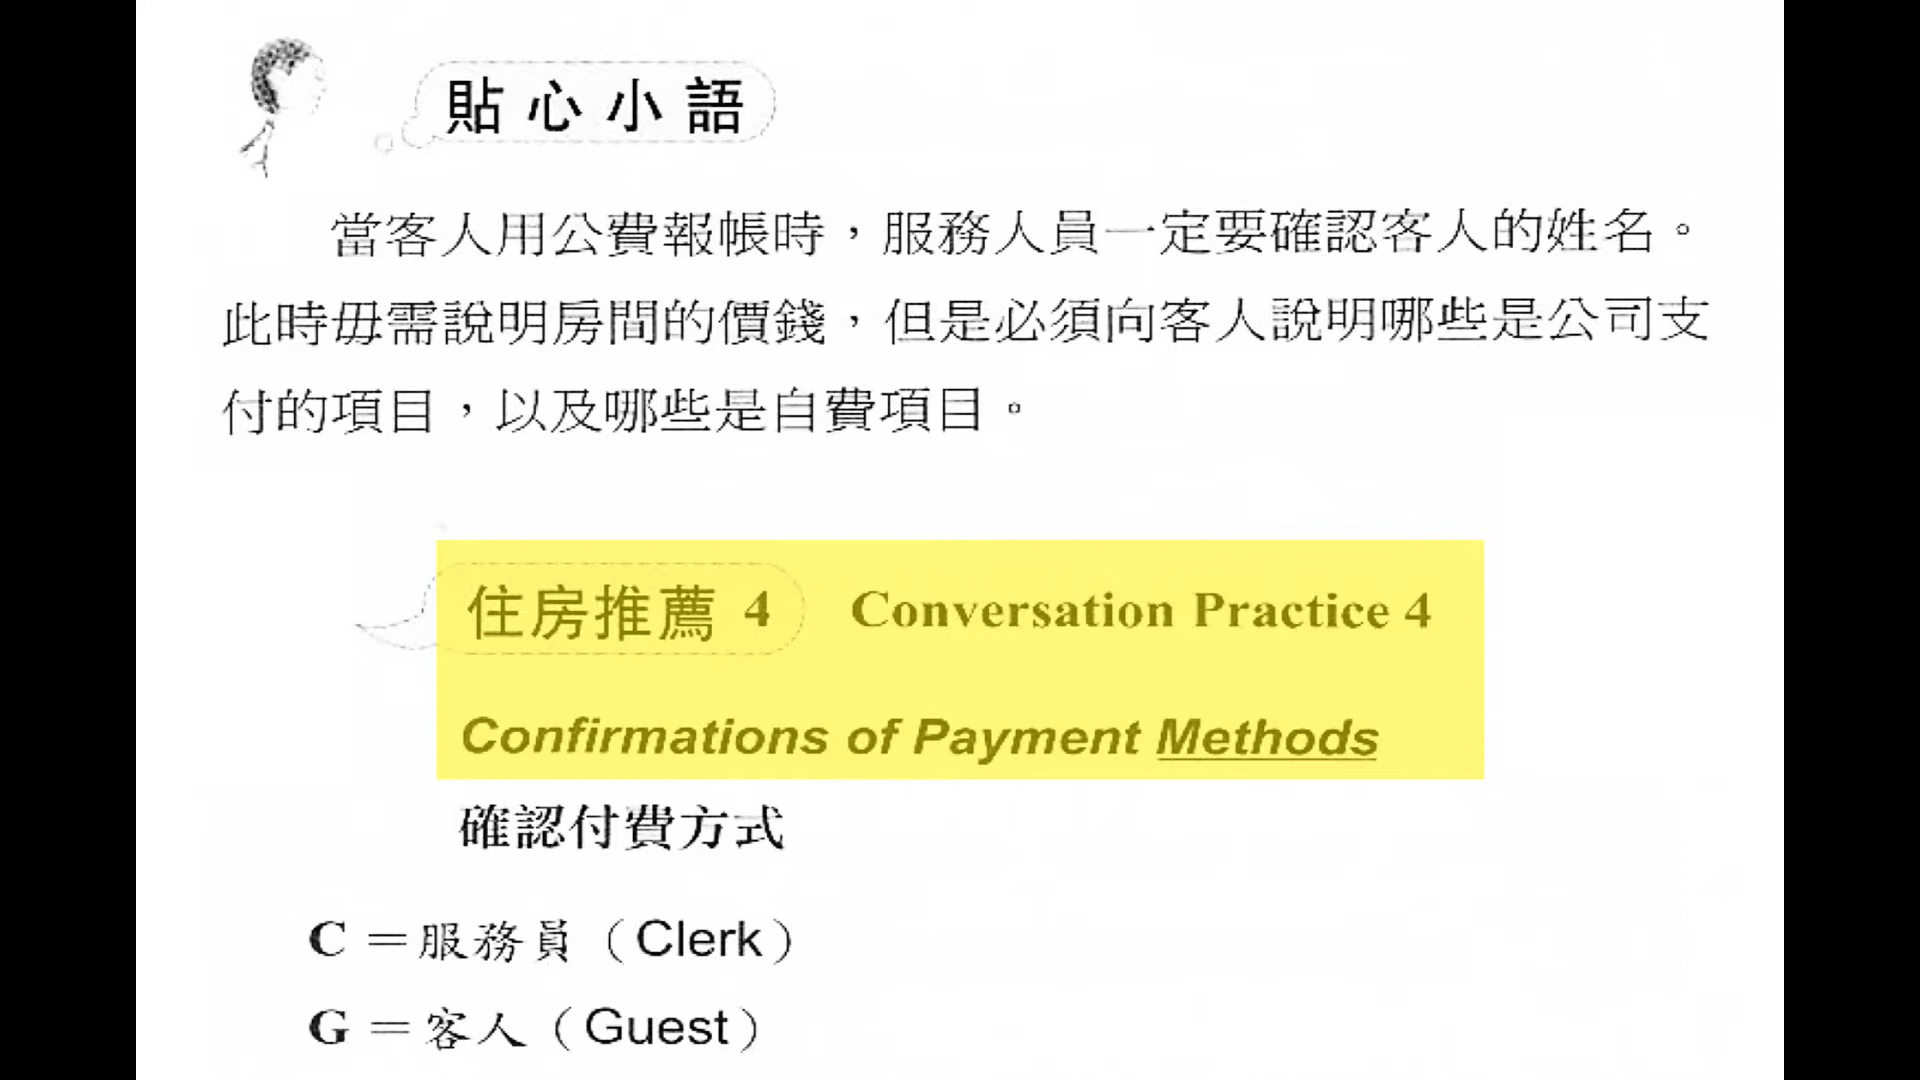 貼心小語
當客人用公費報帳時，服務人員一定要確認客人的姓名。
此時毋需說明房間的價錢，但是必須向客人說明哪些是公司支
付的項目，以及哪些是自費項目。
住房推薦 4 Conversation Practice 4
Confirmations of Payment Methods
確認付費方式
C ＝服務員（Clerk）
G ＝客人（Guest）